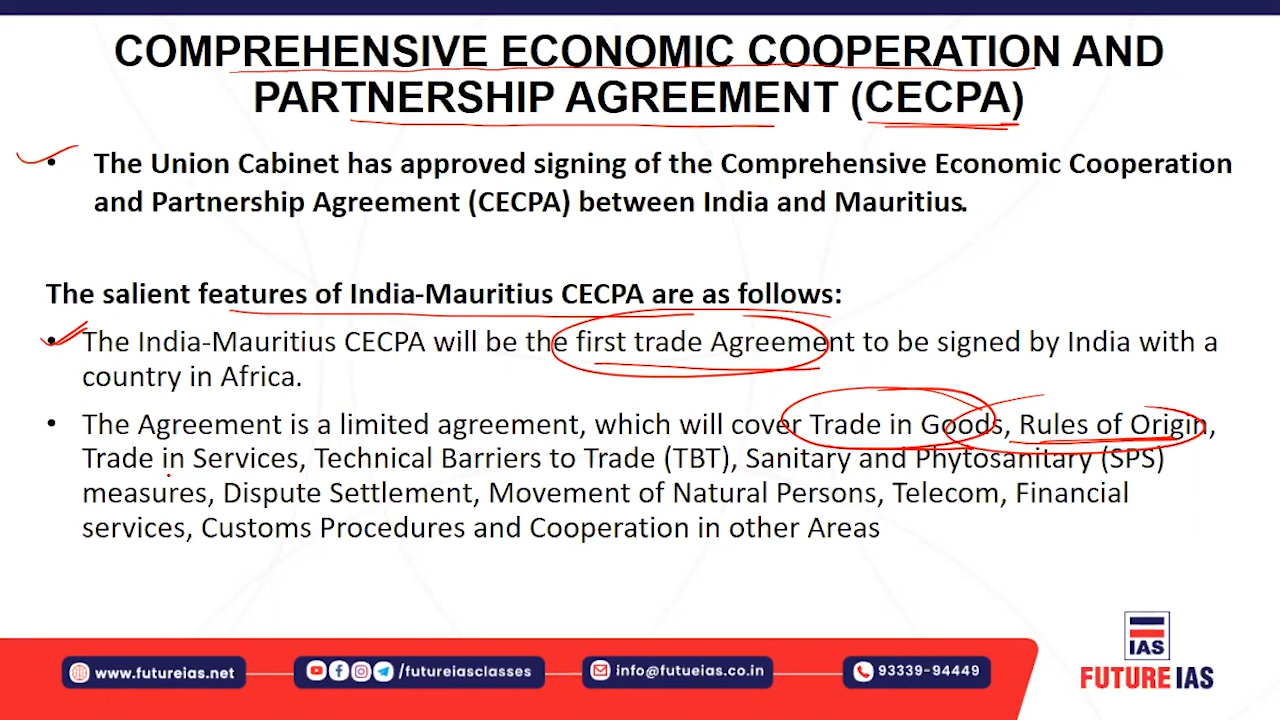 COMPREHENSIVE ECONOMIC COOPERATION AND
PARTNERSHIP AGREEMENT (CECPA)
• The Union Cabinet has approved signing of the Comprehensive Economic Cooperation
and Partnership Agreement (CECPA) between India and Mauritius.
The salient features of India-Mauritius CECPA are as follows:
• The India-Mauritius CECPA will be the first trade Agreement to be signed by India with a
country in Africa.
• The Agreement is a limited agreement, which will cover Trade in Goods, Rules of Origin,
Trade in Services, Technical Barriers to Trade (TBT), Sanitary and Phytosanitary (SPS)
measures, Dispute Settlement, Movement of Natural Persons, Telecom, Financial
services, Customs Procedures and Cooperation in other Areas
IAS
FUTURE IAS
www.futureias.net
/futureiasclasses
info@futueias.co.in
93339-94449